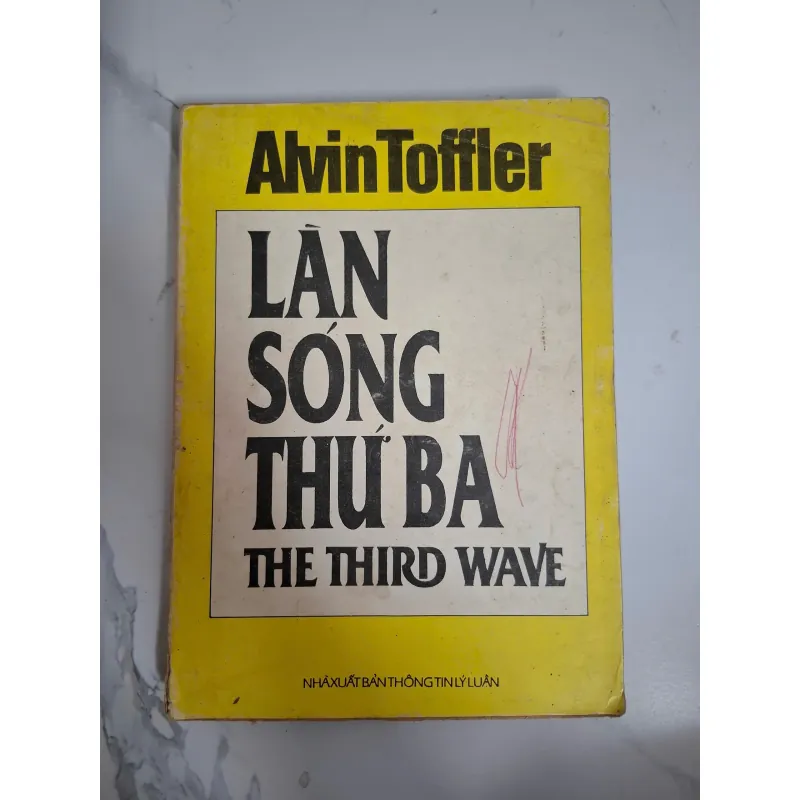 Alvin Toffler
LÀN
SÓNG
THỨ BA
THE THIRD WAVE
NHÀ XUẤT BẢN THÔNG TIN LÝ LUẬN